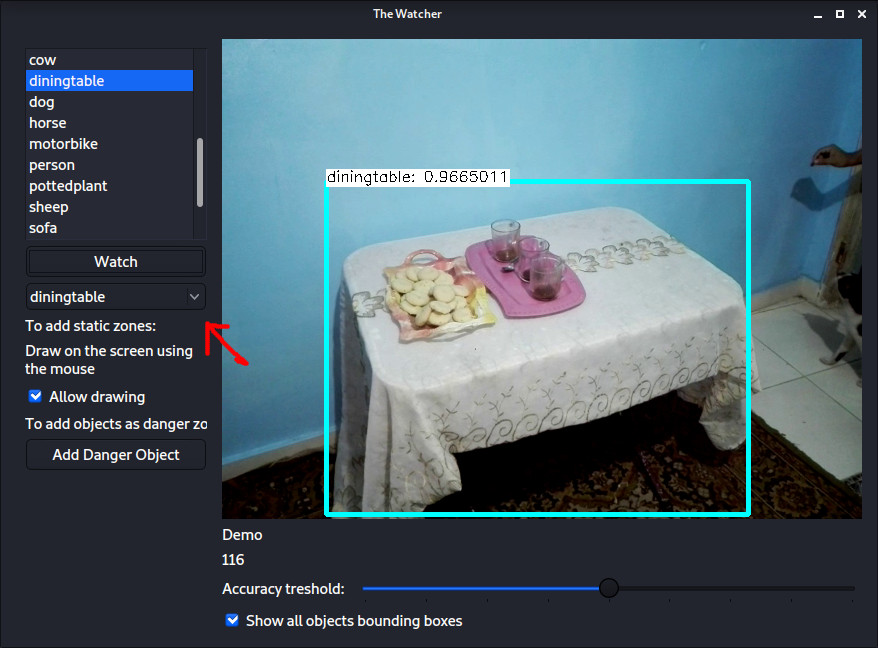 The Watcher
cow
diningtable
dog
horse
motorbike
person
pottedplant
sheep
sofa
Watch
diningtable
To add static zones:
Draw on the screen using
the mouse
Allow drawing
To add objects as danger zo
Add Danger Object
diningtable: 0.9665011
Demo
116
Accuracy treshold:
Show all objects bounding boxes